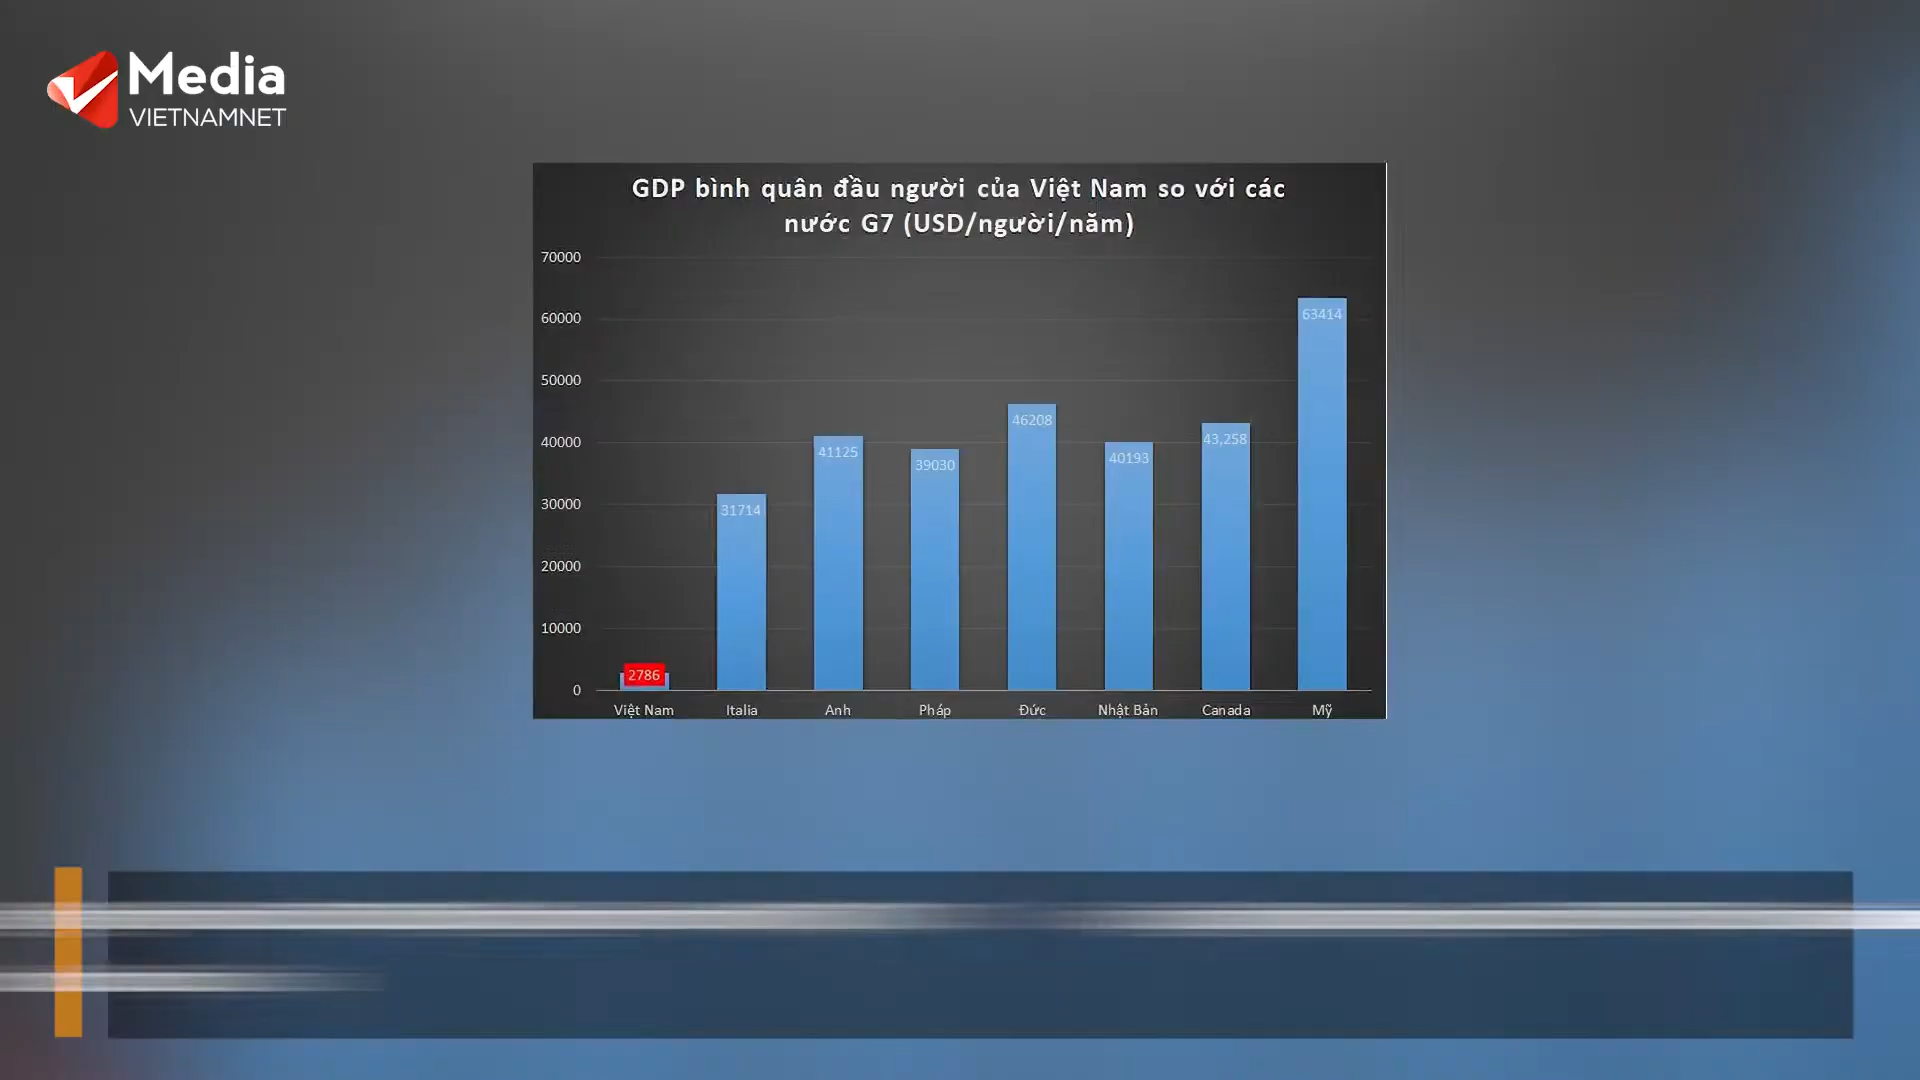 Media
VIETNAMNET
GDP bình quân đầu người của Việt Nam so với các
nước G7 (USD/người/năm)
70000
60000
50000
40000
30000
20000
10000
0
2786
31714
41125
39030
46208
40193
43,258
63414
Việt Nam
Italia
Anh
Pháp
Đức
Nhật Bản
Canada
Mỹ